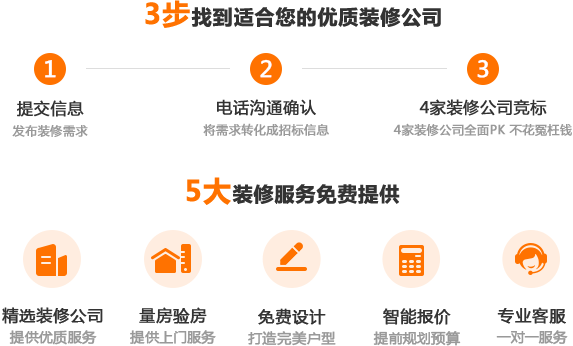 3步找到适合您的优质装修公司
1 2 3
提交信息 电话沟通确认 4家装修公司竞标
发布装修需求 将需求转化成招标信息 4家装修公司全面PK 不花冤枉钱
5大装修服务免费提供
精选装修公司 量房验房 免费设计 智能报价 专业客服
提供优质服务 提供上门服务 打造完美户型 提前规划预算 一对一服务